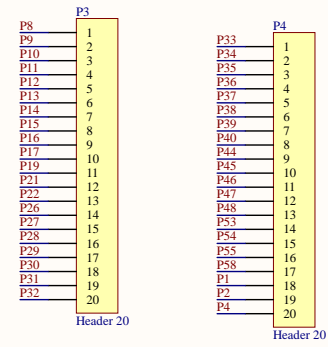 P3
P8 1
P9 2
P10 3
P11 4
P12 5
P13 6
P14 7
P15 8
P16 9
P17 10
P19 11
P21 12
P22 13
P26 14
P27 15
P28 16
P29 17
P30 18
P31 19
P32 20
Header 20
P4
P33 1
P34 2
P35 3
P36 4
P37 5
P38 6
P39 7
P40 8
P44 9
P45 10
P46 11
P47 12
P48 13
P53 14
P54 15
P55 16
P58 17
P1 18
P2 19
P4 20
Header 20